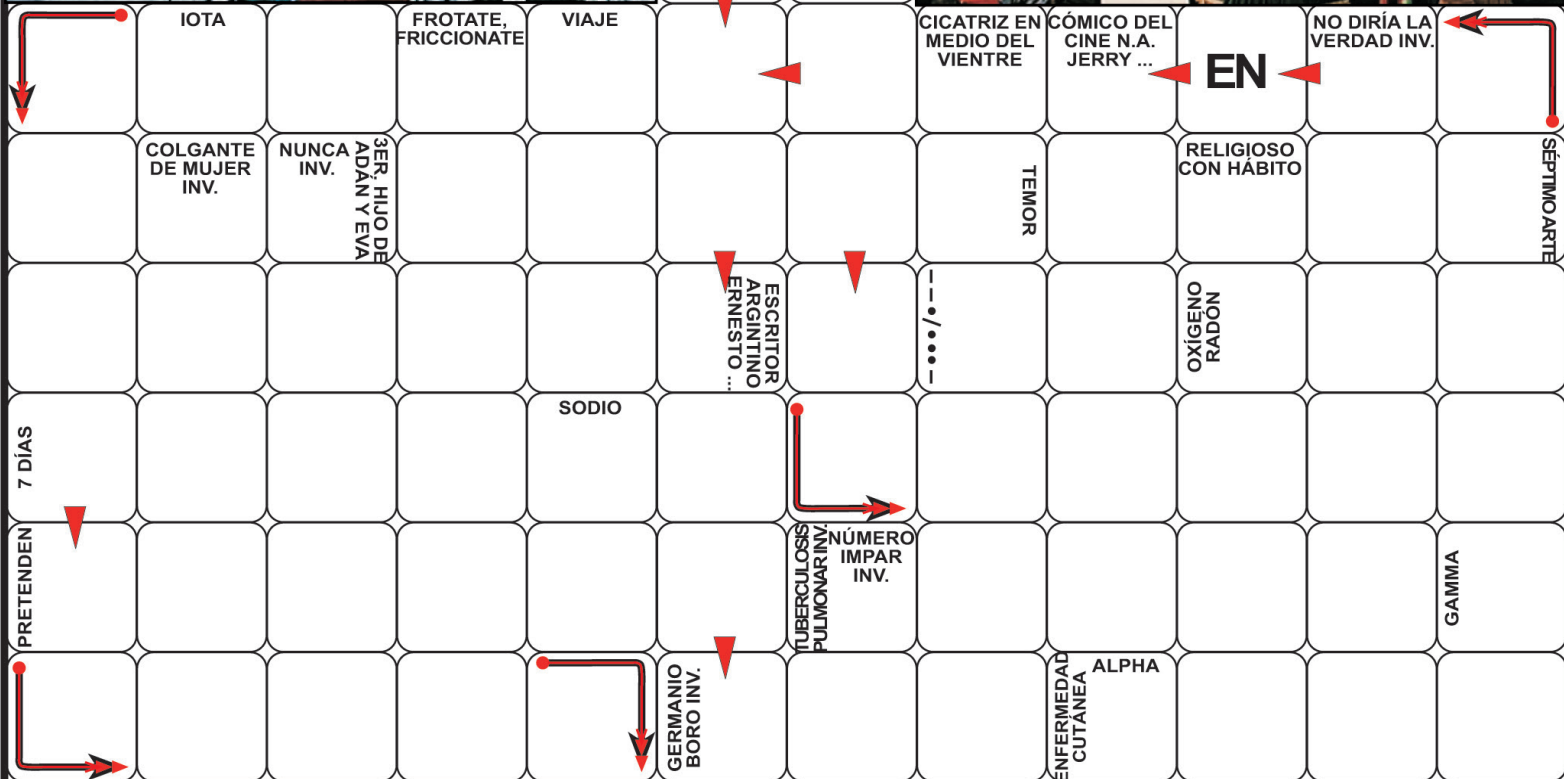 IOTA
FROTATE,
FRICCIONATE
VIAJE
CICATRIZ EN
MEDIO DEL
VIENTRE
CÓMICO DEL
CINE N.A.
JERRY ...
EN
NO DIRÍA LA
VERDAD INV.
COLGANTE
DE MUJER
INV.
NUNCA
INV.
3ER. HIJO DE
ADÁN Y EVA
TEMOR
RELIGIOSO
CON HÁBITO
SÉPTIMO ARTE
ESCRITOR
ARGINTINO
ERNESTO ...
– – • / • • • • –
OXÍGENO
RADÓN
7 DÍAS
SODIO
PRETENDEN
TUBERCULOSIS
PULMONAR INV.
NÚMERO
IMPAR
INV.
GAMMA
GERMANIO
BORO INV.
ENFERMEDAD
CUTÁNEA
ALPHA